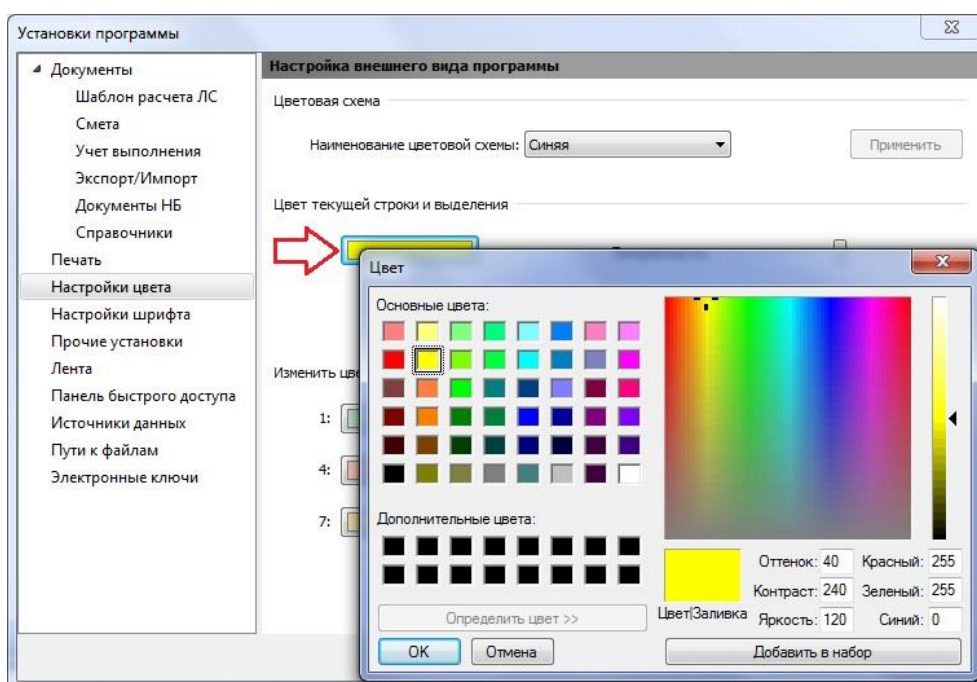 Установки программы
Документы
Шаблон расчета ЛС
Смета
Учет выполнения
Экспорт/Импорт
Документы НБ
Справочники
Печать
Настройки цвета
Настройки шрифта
Прочие установки
Лента
Панель быстрого доступа
Источники данных
Пути к файлам
Электронные ключи
Настройка внешнего вида программы
Цветовая схема
Наименование цветовой схемы: Синяя
Применить
Цвет текущей строки и выделения
Изменить
1:
4:
7:
Цвет
Основные цвета:
Дополнительные цвета:
Определить цвет >>
OK Отмена
Цвет|Заливка
Оттенок: 40 Красный: 255
Контраст: 240 Зеленый: 255
Яркость: 120 Синий: 0
Добавить в набор